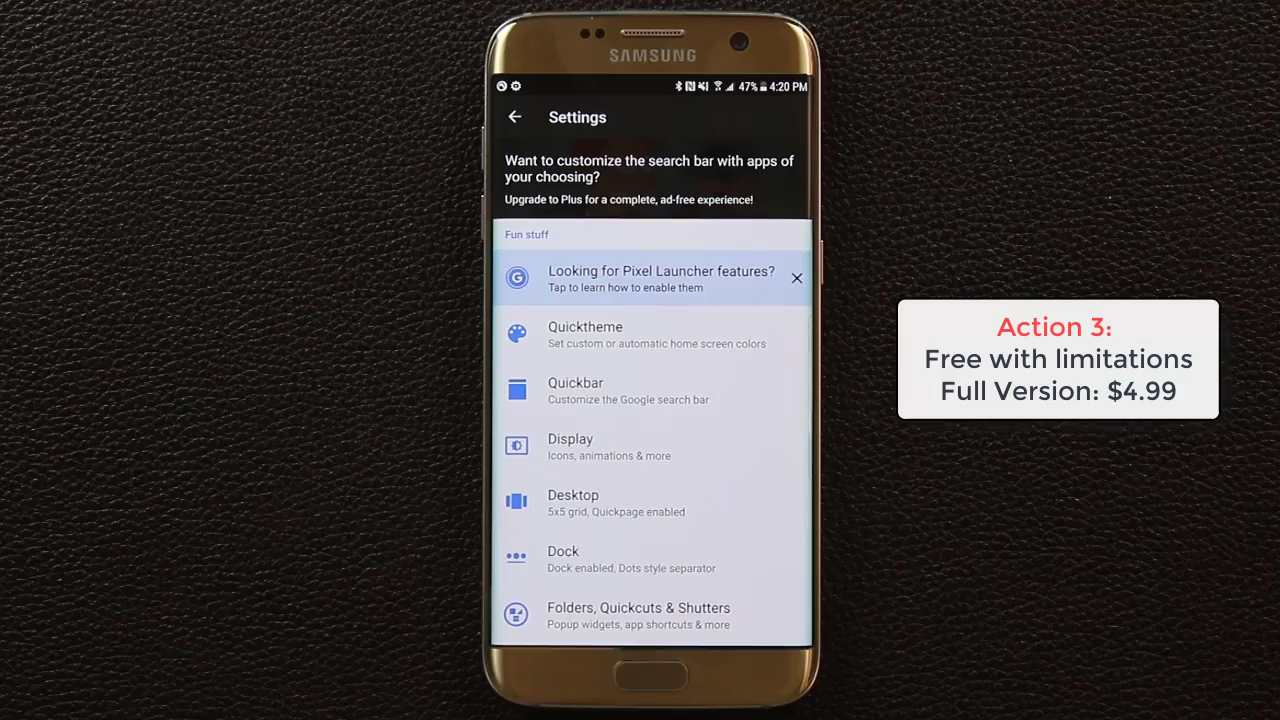 SAMSUNG
47% 4:20 PM
Settings
Want to customize the search bar with apps of
your choosing?
Upgrade to Plus for a complete, ad-free experience!
Fun stuff
Looking for Pixel Launcher features?
Tap to learn how to enable them
Quicktheme
Set custom or automatic home screen colors
Quickbar
Customize the Google search bar
Display
Icons, animations & more
Desktop
5x5 grid, Quickpage enabled
Dock
Dock enabled, Dots style separator
Folders, Quickcuts & Shutters
Popup widgets, app shortcuts & more
Action 3:
Free with limitations
Full Version: $4.99